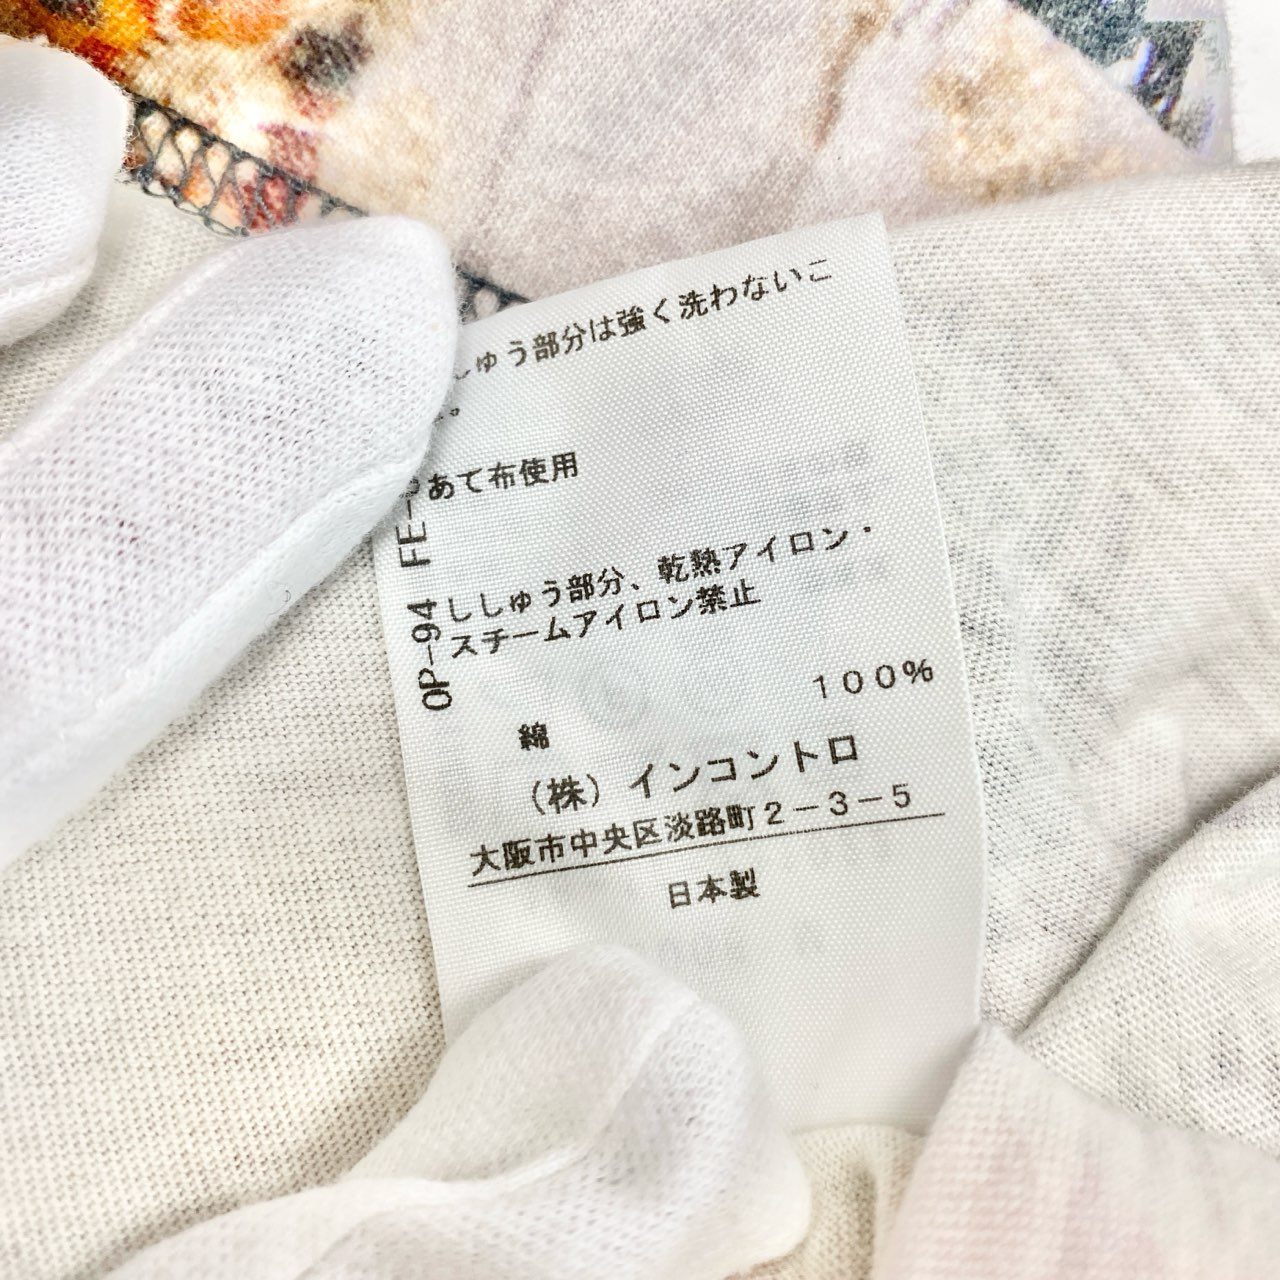 しゅう部分は強く洗わないこ
。
あて布使用
ししゅう部分、乾熱アイロン・
スチームアイロン禁止
100%
綿
（株）インコントロ
大阪市中央区淡路町2－3－5
日本製
OP-94 FE-